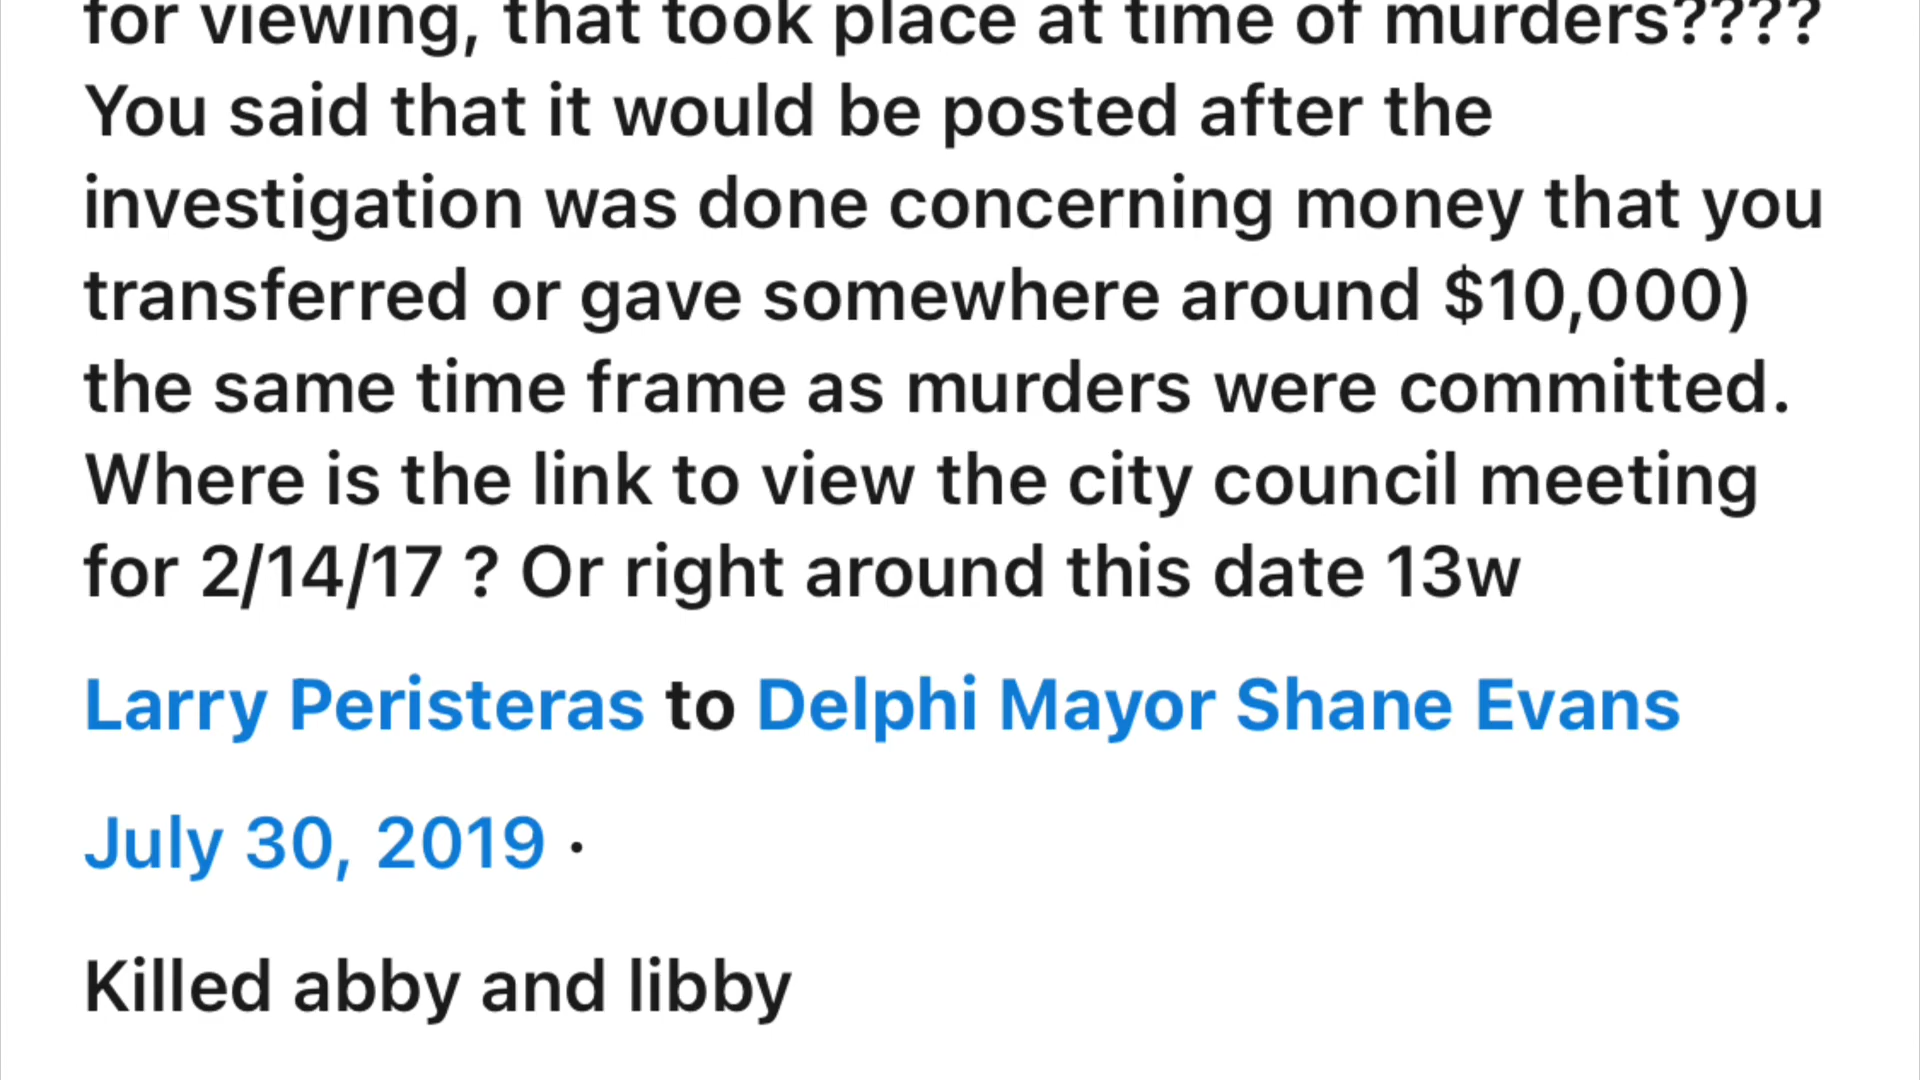 for viewing, that took place at time of murders????
You said that it would be posted after the
investigation was done concerning money that you
transferred or gave somewhere around $10,000)
the same time frame as murders were committed.
Where is the link to view the city council meeting
for 2/14/17 ? Or right around this date 13w
Larry Peristeras to Delphi Mayor Shane Evans
July 30, 2019 ·
Killed abby and libby